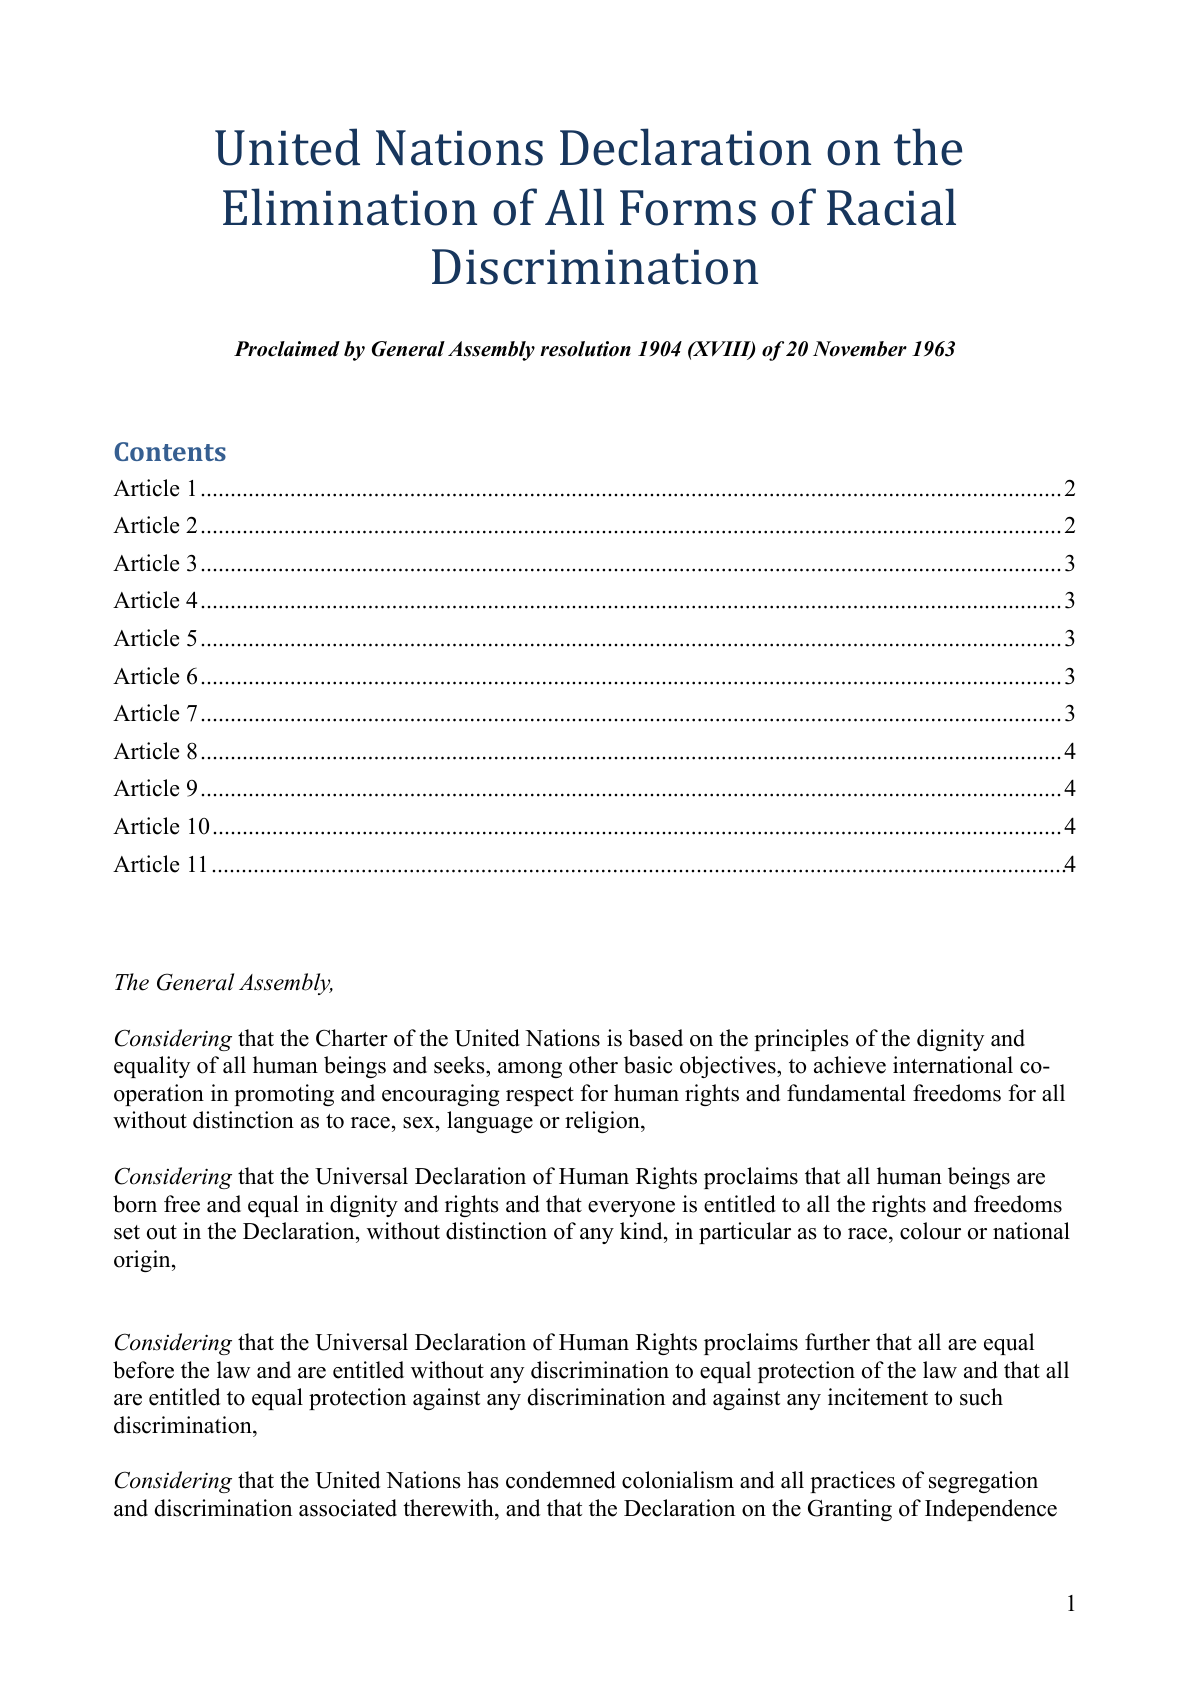 United Nations Declaration on the
Elimination of All Forms of Racial
Discrimination
Proclaimed by General Assembly resolution 1904 (XVIII) of 20 November 1963
Contents
Article 1 ................................................................................ 2
Article 2 ................................................................................ 2
Article 3 ................................................................................ 3
Article 4 ................................................................................ 3
Article 5 ................................................................................ 3
Article 6 ................................................................................ 3
Article 7 ................................................................................ 3
Article 8 ................................................................................ 4
Article 9 ................................................................................ 4
Article 10 ................................................................................ 4
Article 11 ................................................................................ 4
The General Assembly,
Considering that the Charter of the United Nations is based on the principles of the dignity and
equality of all human beings and seeks, among other basic objectives, to achieve international co-
operation in promoting and encouraging respect for human rights and fundamental freedoms for all
without distinction as to race, sex, language or religion,
Considering that the Universal Declaration of Human Rights proclaims that all human beings are
born free and equal in dignity and rights and that everyone is entitled to all the rights and freedoms
set out in the Declaration, without distinction of any kind, in particular as to race, colour or national
origin,
Considering that the Universal Declaration of Human Rights proclaims further that all are equal
before the law and are entitled without any discrimination to equal protection of the law and that all
are entitled to equal protection against any discrimination and against any incitement to such
discrimination,
Considering that the United Nations has condemned colonialism and all practices of segregation
and discrimination associated therewith, and that the Declaration on the Granting of Independence
1